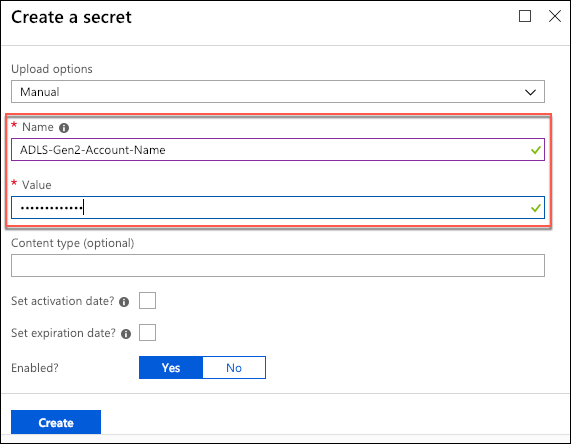 Create a secret
Upload options
Manual
* Name
ADLS-Gen2-Account-Name
* Value
•••••••••••••
Content type (optional)
Set activation date?
Set expiration date?
Enabled?
Yes No
Create